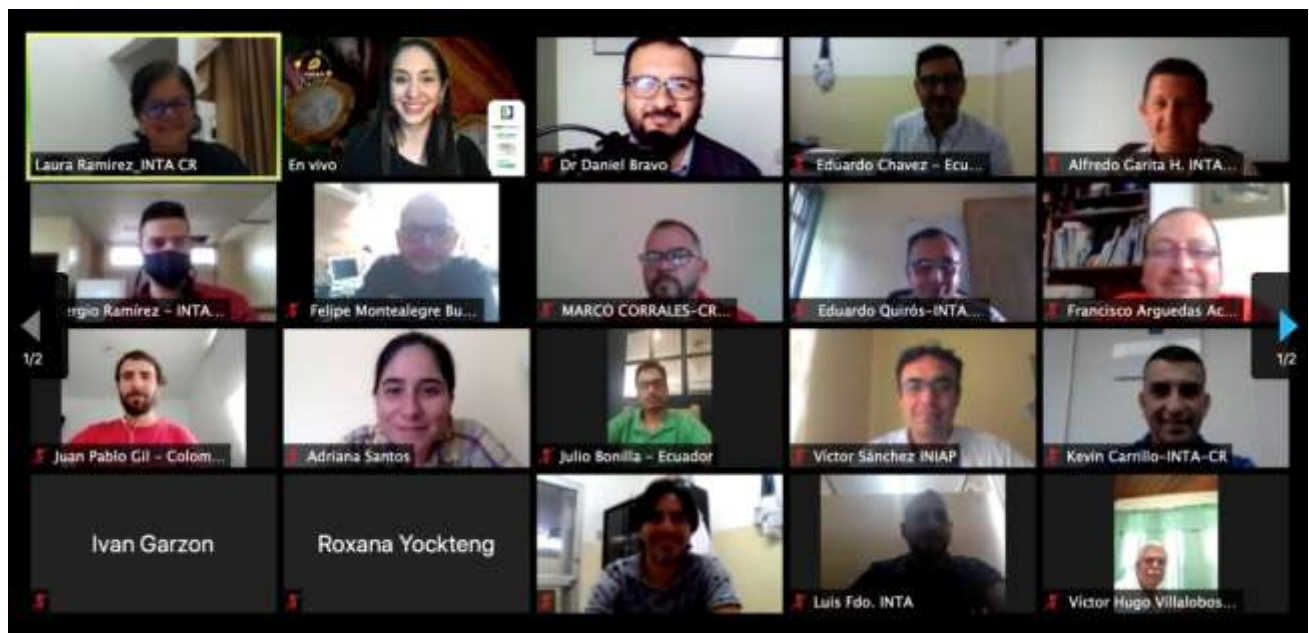 Laura Ramirez_INTA CR
En vivo
Dr Daniel Bravo
Eduardo Chavez - Ecu...
Alfredo Garita H. INTA...
ergio Ramirez - INTA...
Felipe Montealegre Bu...
MARCO CORRALES-CR...
Eduardo Quirós-INTA...
Francisco Arguedas Ac...
1/2
1/2
Juan Pablo Gil - Colom...
Adriana Santos
Julio Bonilla - Ecuador
Víctor Sánchez INIAP
Kevin Carrillo-INTA-CR
Ivan Garzon
Roxana Yockteng
Luis Fdo. INTA
Victor Hugo Villalobos...